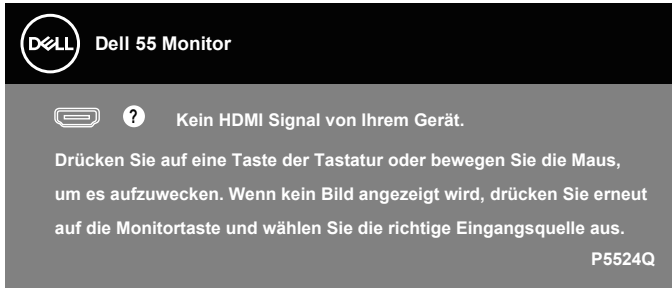 DELL Dell 55 Monitor
? Kein HDMI Signal von Ihrem Gerät.
Drücken Sie auf eine Taste der Tastatur oder bewegen Sie die Maus,
um es aufzuwecken. Wenn kein Bild angezeigt wird, drücken Sie erneut
auf die Monitortaste und wählen Sie die richtige Eingangsquelle aus.
P5524Q